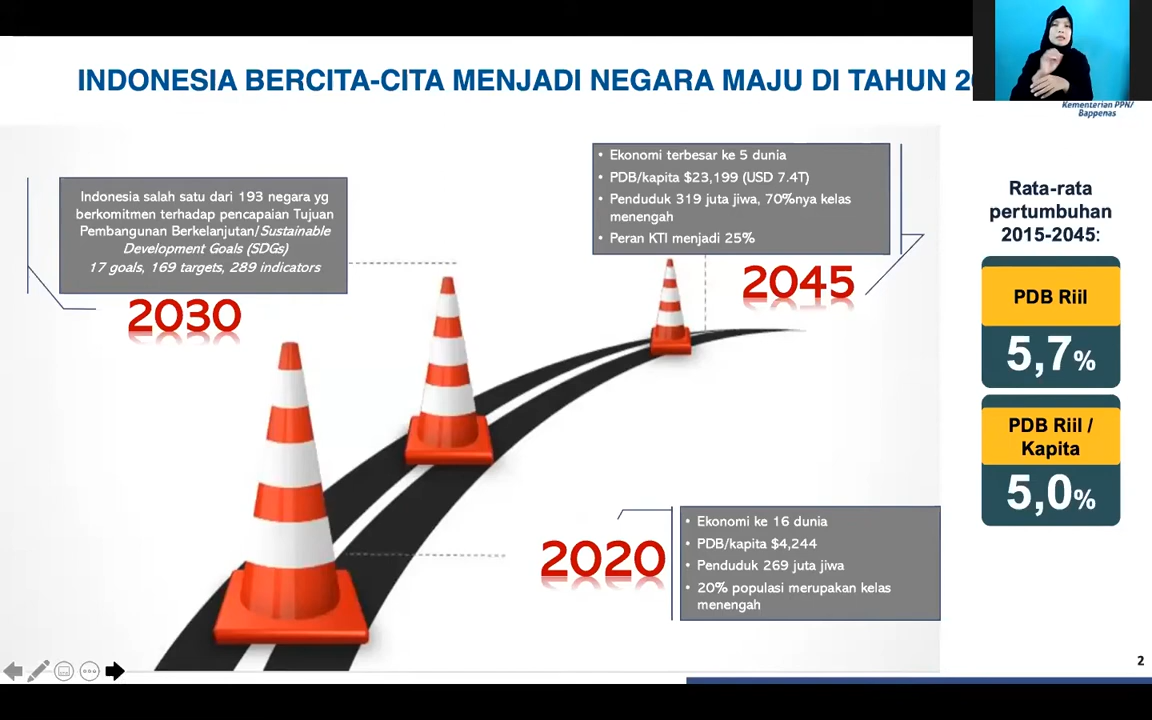 INDONESIA BERCITA-CITA MENJADI NEGARA MAJU DI TAHUN
Kementerian PPN/
Bappenas
Indonesia salah satu dari 193 negara yg
berkomitmen terhadap pencapaian Tujuan
Pembangunan Berkelanjutan/Sustainable
Development Goals (SDGs)
17 goals, 169 targets, 289 indicators
2030
• Ekonomi terbesar ke 5 dunia
• PDB/kapita $23,199 (USD 7.4T)
• Penduduk 319 juta jiwa, 70%nya kelas
menengah
• Peran KTI menjadi 25%
2045
2020
• Ekonomi ke 16 dunia
• PDB/kapita $4,244
• Penduduk 269 juta jiwa
• 20% populasi merupakan kelas
menengah
Rata-rata
pertumbuhan
2015-2045:
PDB Riil
5,7%
PDB Riil /
Kapita
5,0%
2